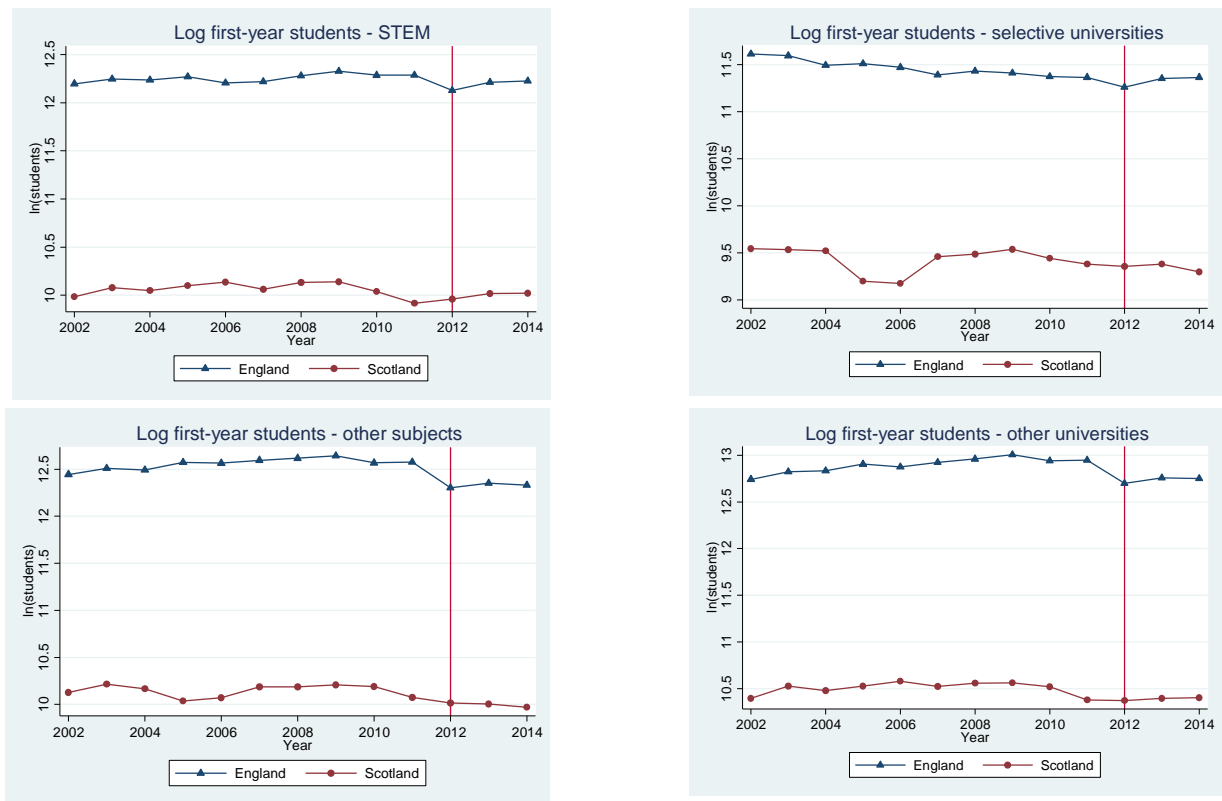 Log first-year students - STEM
ln(students)
12.5
12
11.5
11
10.5
10
2002 2004 2006 2008 2010 2012 2014
Year
England Scotland
Log first-year students - selective universities
ln(students)
11.5
11
10.5
10
9.5
9
2002 2004 2006 2008 2010 2012 2014
Year
England Scotland
Log first-year students - other subjects
ln(students)
12.5
12
11.5
11
10.5
10
2002 2004 2006 2008 2010 2012 2014
Year
England Scotland
Log first-year students - other universities
ln(students)
13
12.5
12
11.5
11
10.5
2002 2004 2006 2008 2010 2012 2014
Year
England Scotland